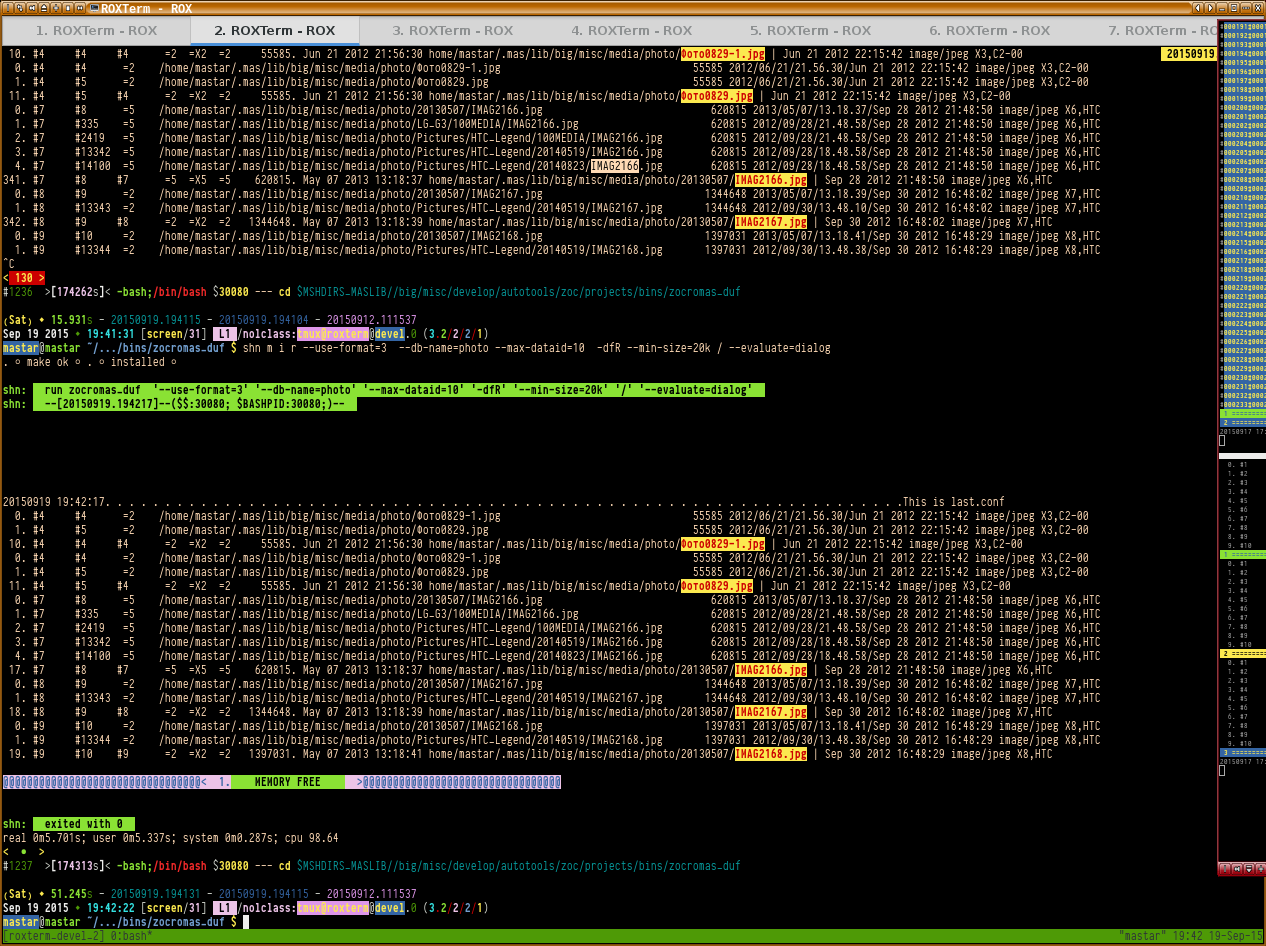 ROXTerm - ROX
1. ROXTerm - ROX 2. ROXTerm - ROX 3. ROXTerm - ROX 4. ROXTerm - ROX 5. ROXTerm - ROX 6. ROXTerm - ROX 7. ROXTerm - RO
10. #4 #4 #4 =2 =X2 =2 55585. Jun 21 2012 21:56:30 home/mastar/.mas/lib/big/misc/media/photo/Фото0829-1.jpg | Jun 21 2012 22:15:42 image/jpeg X3,C2-00 20150919
0. #4 #4 =2 /home/mastar/.mas/lib/big/misc/media/photo/Фото0829-1.jpg 55585 2012/06/21/21.56.30/Jun 21 2012 22:15:42 image/jpeg X3,C2-00
1. #4 #5 =2 /home/mastar/.mas/lib/big/misc/media/photo/Фото0829.jpg 55585 2012/06/21/21.56.30/Jun 21 2012 22:15:42 image/jpeg X3,C2-00
11. #4 #5 #4 =2 =X2 =2 55585. Jun 21 2012 21:56:30 home/mastar/.mas/lib/big/misc/media/photo/Фото0829.jpg | Jun 21 2012 22:15:42 image/jpeg X3,C2-00
0. #7 #8 =5 /home/mastar/.mas/lib/big/misc/media/photo/20130507/IMAG2166.jpg 620815 2013/05/07/13.18.37/Sep 28 2012 21:48:50 image/jpeg X6,HTC
1. #7 #335 =5 /home/mastar/.mas/lib/big/misc/media/photo/LG-G3/100MEDIA/IMAG2166.jpg 620815 2012/09/28/21.48.58/Sep 28 2012 21:48:50 image/jpeg X6,HTC
2. #7 #2419 =5 /home/mastar/.mas/lib/big/misc/media/photo/Pictures/HTC-Legend/100MEDIA/IMAG2166.jpg 620815 2012/09/28/21.48.58/Sep 28 2012 21:48:50 image/jpeg X6,HTC
3. #7 #13342 =5 /home/mastar/.mas/lib/big/misc/media/photo/Pictures/HTC-Legend/20140519/IMAG2166.jpg 620815 2012/09/28/18.48.58/Sep 28 2012 21:48:50 image/jpeg X6,HTC
4. #7 #14100 =5 /home/mastar/.mas/lib/big/misc/media/photo/Pictures/HTC-Legend/20140823/IMAG2166.jpg 620815 2012/09/28/18.48.58/Sep 28 2012 21:48:50 image/jpeg X6,HTC
341. #7 #8 #7 =5 =X5 =5 620815. May 07 2013 13:18:37 home/mastar/.mas/lib/big/misc/media/photo/20130507/IMAG2166.jpg | Sep 28 2012 21:48:50 image/jpeg X6,HTC
0. #8 #9 =2 /home/mastar/.mas/lib/big/misc/media/photo/20130507/IMAG2167.jpg 1344648 2013/05/07/13.18.39/Sep 30 2012 16:48:02 image/jpeg X7,HTC
1. #8 #13343 =2 /home/mastar/.mas/lib/big/misc/media/photo/Pictures/HTC-Legend/20140519/IMAG2167.jpg 1344648 2012/09/30/13.48.10/Sep 30 2012 16:48:02 image/jpeg X7,HTC
342. #8 #9 #8 =2 =X2 =2 1344648. May 07 2013 13:18:39 home/mastar/.mas/lib/big/misc/media/photo/20130507/IMAG2167.jpg | Sep 30 2012 16:48:02 image/jpeg X7,HTC
0. #9 #10 =2 /home/mastar/.mas/lib/big/misc/media/photo/20130507/IMAG2168.jpg 1397031 2013/05/07/13.18.41/Sep 30 2012 16:48:29 image/jpeg X8,HTC
1. #9 #13344 =2 /home/mastar/.mas/lib/big/misc/media/photo/Pictures/HTC-Legend/20140519/IMAG2168.jpg 1397031 2012/09/30/13.48.38/Sep 30 2012 16:48:29 image/jpeg X8,HTC
^C
< 130 >
#1236 >[174262s]< -bash;/bin/bash $30080 --- cd $MSHDIRS_MASLIB//big/misc/develop/autotools/zoc/projects/bins/zocromas_duf
(Sat) • 15.931s - 20150919.194115 - 20150919.194104 - 20150912.111537
Sep 19 2015 • 19:41:31 [screen/31] L1 /nolclass:tmux@roxterm@devel.0 (3.2/2/2/1)
mastar@mastar ~/.../bins/zocromas_duf $ shn m i r --use-format=3 --db-name=photo --max-dataid=10 -dfR --min-size=20k / --evaluate=dialog
. ∘ make ok ∘ . ∘ installed ∘
shn: run zocromas_duf '--use-format=3' '--db-name=photo' '--max-dataid=10' '-dfR' '--min-size=20k' '/' '--evaluate=dialog'
shn: --[20150919.194217]--($$:30080; $BASHPID:30080;)--
20150919 19:42:17. . . . . . . . . . . . . . . . . . . . . . . . . . . . . . . . . . . . . . . . . . . . . . . . . . . . . . . . . . . . . . . . . . .This is last.conf
0. #4 #4 =2 /home/mastar/.mas/lib/big/misc/media/photo/Фото0829-1.jpg 55585 2012/06/21/21.56.30/Jun 21 2012 22:15:42 image/jpeg X3,C2-00
1. #4 #5 =2 /home/mastar/.mas/lib/big/misc/media/photo/Фото0829.jpg 55585 2012/06/21/21.56.30/Jun 21 2012 22:15:42 image/jpeg X3,C2-00
10. #4 #4 #4 =2 =X2 =2 55585. Jun 21 2012 21:56:30 home/mastar/.mas/lib/big/misc/media/photo/Фото0829-1.jpg | Jun 21 2012 22:15:42 image/jpeg X3,C2-00
0. #4 #4 =2 /home/mastar/.mas/lib/big/misc/media/photo/Фото0829-1.jpg 55585 2012/06/21/21.56.30/Jun 21 2012 22:15:42 image/jpeg X3,C2-00
1. #4 #5 =2 /home/mastar/.mas/lib/big/misc/media/photo/Фото0829.jpg 55585 2012/06/21/21.56.30/Jun 21 2012 22:15:42 image/jpeg X3,C2-00
11. #4 #5 #4 =2 =X2 =2 55585. Jun 21 2012 21:56:30 home/mastar/.mas/lib/big/misc/media/photo/Фото0829.jpg | Jun 21 2012 22:15:42 image/jpeg X3,C2-00
0. #7 #8 =5 /home/mastar/.mas/lib/big/misc/media/photo/20130507/IMAG2166.jpg 620815 2013/05/07/13.18.37/Sep 28 2012 21:48:50 image/jpeg X6,HTC
1. #7 #335 =5 /home/mastar/.mas/lib/big/misc/media/photo/LG-G3/100MEDIA/IMAG2166.jpg 620815 2012/09/28/21.48.58/Sep 28 2012 21:48:50 image/jpeg X6,HTC
2. #7 #2419 =5 /home/mastar/.mas/lib/big/misc/media/photo/Pictures/HTC-Legend/100MEDIA/IMAG2166.jpg 620815 2012/09/28/21.48.58/Sep 28 2012 21:48:50 image/jpeg X6,HTC
3. #7 #13342 =5 /home/mastar/.mas/lib/big/misc/media/photo/Pictures/HTC-Legend/20140519/IMAG2166.jpg 620815 2012/09/28/18.48.58/Sep 28 2012 21:48:50 image/jpeg X6,HTC
4. #7 #14100 =5 /home/mastar/.mas/lib/big/misc/media/photo/Pictures/HTC-Legend/20140823/IMAG2166.jpg 620815 2012/09/28/18.48.58/Sep 28 2012 21:48:50 image/jpeg X6,HTC
17. #7 #8 #7 =5 =X5 =5 620815. May 07 2013 13:18:37 home/mastar/.mas/lib/big/misc/media/photo/20130507/IMAG2166.jpg | Sep 28 2012 21:48:50 image/jpeg X6,HTC
0. #8 #9 =2 /home/mastar/.mas/lib/big/misc/media/photo/20130507/IMAG2167.jpg 1344648 2013/05/07/13.18.39/Sep 30 2012 16:48:02 image/jpeg X7,HTC
1. #8 #13343 =2 /home/mastar/.mas/lib/big/misc/media/photo/Pictures/HTC-Legend/20140519/IMAG2167.jpg 1344648 2012/09/30/13.48.10/Sep 30 2012 16:48:02 image/jpeg X7,HTC
18. #8 #9 #8 =2 =X2 =2 1344648. May 07 2013 13:18:39 home/mastar/.mas/lib/big/misc/media/photo/20130507/IMAG2167.jpg | Sep 30 2012 16:48:02 image/jpeg X7,HTC
0. #9 #10 =2 /home/mastar/.mas/lib/big/misc/media/photo/20130507/IMAG2168.jpg 1397031 2013/05/07/13.18.41/Sep 30 2012 16:48:29 image/jpeg X8,HTC
1. #9 #13344 =2 /home/mastar/.mas/lib/big/misc/media/photo/Pictures/HTC-Legend/20140519/IMAG2168.jpg 1397031 2012/09/30/13.48.38/Sep 30 2012 16:48:29 image/jpeg X8,HTC
19. #9 #10 #9 =2 =X2 =2 1397031. May 07 2013 13:18:41 home/mastar/.mas/lib/big/misc/media/photo/20130507/IMAG2168.jpg | Sep 30 2012 16:48:29 image/jpeg X8,HTC
@@@@@@@@@@@@@@@@@@@@@@@@@@@@@@@@@< 1. MEMORY FREE >@@@@@@@@@@@@@@@@@@@@@@@@@@@@@@@@@
shn: exited with 0
real 0m5.701s; user 0m5.337s; system 0m0.287s; cpu 98.64
< • >
#1237 >[174313s]< -bash;/bin/bash $30080 --- cd $MSHDIRS_MASLIB//big/misc/develop/autotools/zoc/projects/bins/zocromas_duf
(Sat) • 51.245s - 20150919.194131 - 20150919.194115 - 20150912.111537
Sep 19 2015 • 19:42:22 [screen/31] L1 /nolclass:tmux@roxterm@devel.0 (3.2/2/2/1)
mastar@mastar ~/.../bins/zocromas_duf $
[roxterm_devel_2] 0:bash* "mastar" 19:42 19-Sep-15